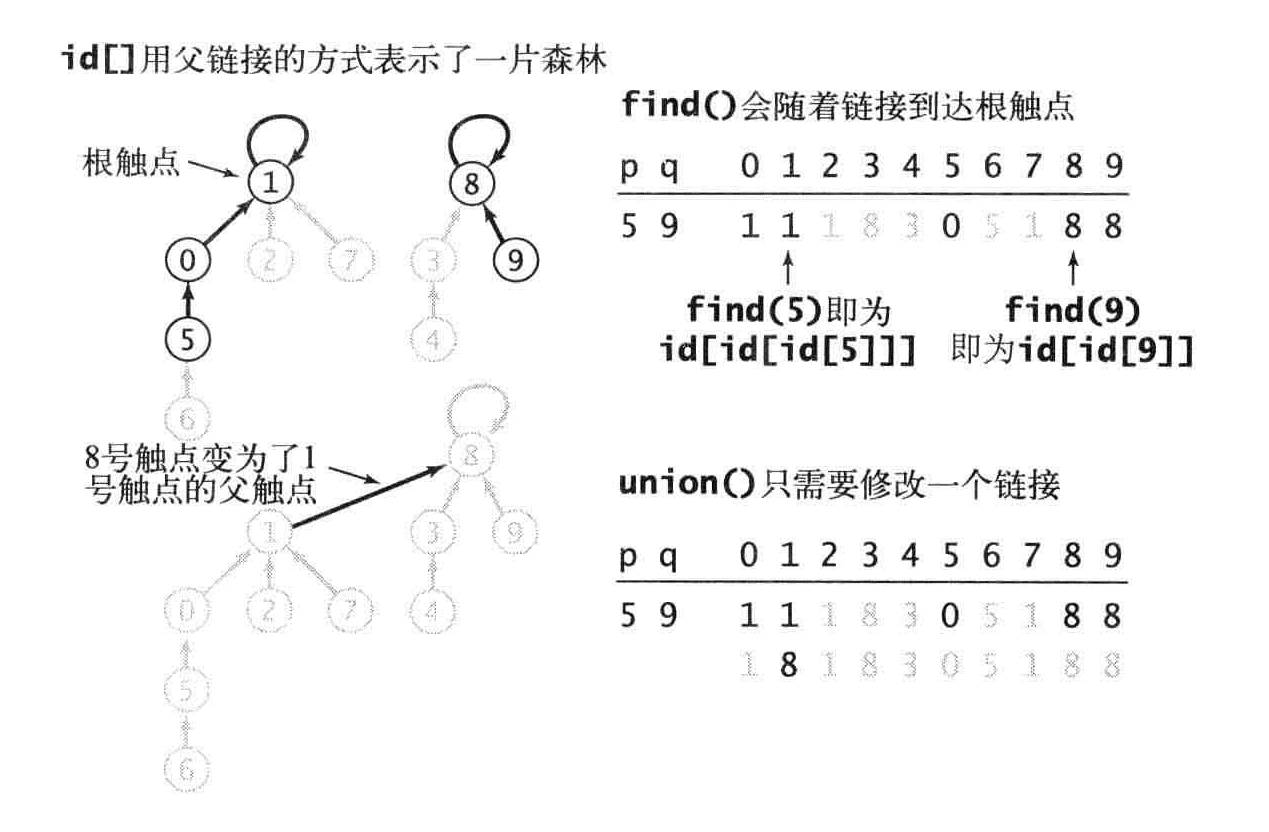 id[]用父链接的方式表示了一片森林
根触点
1
8
0
2
7
3
9
5
4
6
find()会随着链接到达根触点
p q 0 1 2 3 4 5 6 7 8 9
5 9 1 1 1 8 3 0 5 1 8 8
find(5)即为
id[id[id[5]]]
find(9)
即为id[id[9]]
8号触点变为了1
号触点的父触点
8
1
3
9
0
2
7
4
5
6
union()只需要修改一个链接
p q 0 1 2 3 4 5 6 7 8 9
5 9 1 1 1 8 3 0 5 1 8 8
1 8 1 8 3 0 5 1 8 8